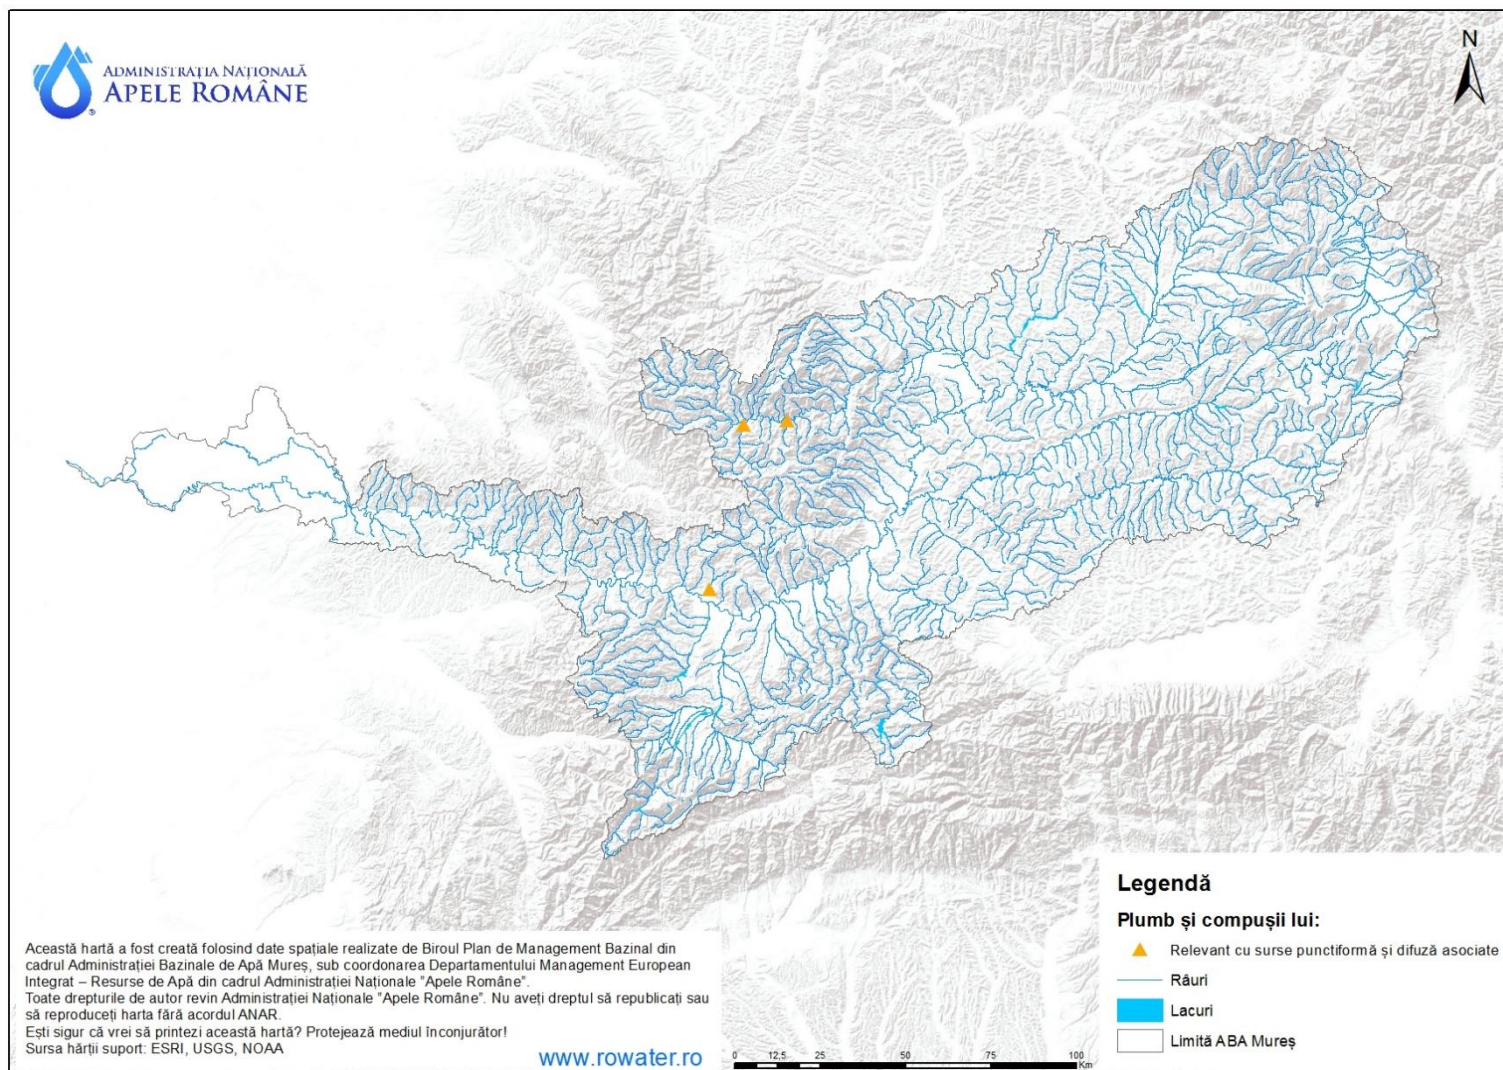 ADMINISTRAȚIA NAȚIONALĂ
APELE ROMÂNE
®
N
Legendă
Plumb și compușii lui:
Relevant cu surse punctiformă și difuză asociate
Râuri
Lacuri
Limită ABA Mureș
Această hartă a fost creată folosind date spațiale realizate de Biroul Plan de Management Bazinal din
cadrul Administrației Bazinale de Apă Mureș, sub coordonarea Departamentului Management European
Integrat – Resurse de Apă din cadrul Administrației Naționale "Apele Române".
Toate drepturile de autor revin Administrației Naționale "Apele Române". Nu aveți dreptul să republicați sau
să reproduceți harta fără acordul ANAR.
Ești sigur că vrei să printezi această hartă? Protejează mediul înconjurător!
Sursa hărții suport: ESRI, USGS, NOAA
www.rowater.ro
0 12,5 25 50 75 100
Km